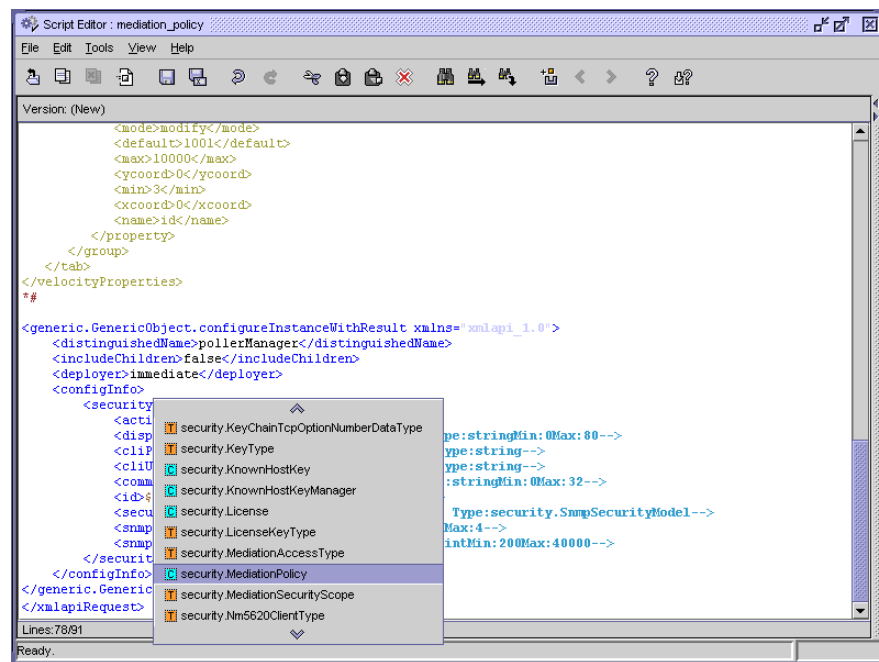 Script Editor : mediation_policy
File Edit Tools View Help
Version: (New)
<mode>modify</mode>
<default>1001</default>
<max>10000</max>
<ycoord>0</ycoord>
<min>3</min>
<xcoord>0</xcoord>
<name>id</name>
</property>
</group>
</tab>
</velocityProperties>
*#
<generic.GenericObject.configureInstanceWithResult xmlns="xmlapi_1.0">
<distinguishedName>pollerManager</distinguishedName>
<includeChildren>false</includeChildren>
<deployer>immediate</deployer>
<configInfo>
<security
<acti
<disp pe:stringMin:0Max:80-->
<cliP ype:string-->
<cliU ype:string-->
<comm :stringMin:0Max:32-->
<id>$
<secu Type:security.SnmpSecurityModel-->
<snmp Max:4-->
<snmp intMin:200Max:40000-->
</securit
</configInfo>
</generic.Generic
</xmlapiRequest>
security.KeyChainTcpOptionNumberDataType
security.KeyType
security.KnownHostKey
security.KnownHostKeyManager
security.License
security.LicenseKeyType
security.MediationAccessType
security.MediationPolicy
security.MediationSecurityScope
security.Nm5620ClientType
Lines:78/91
Ready.